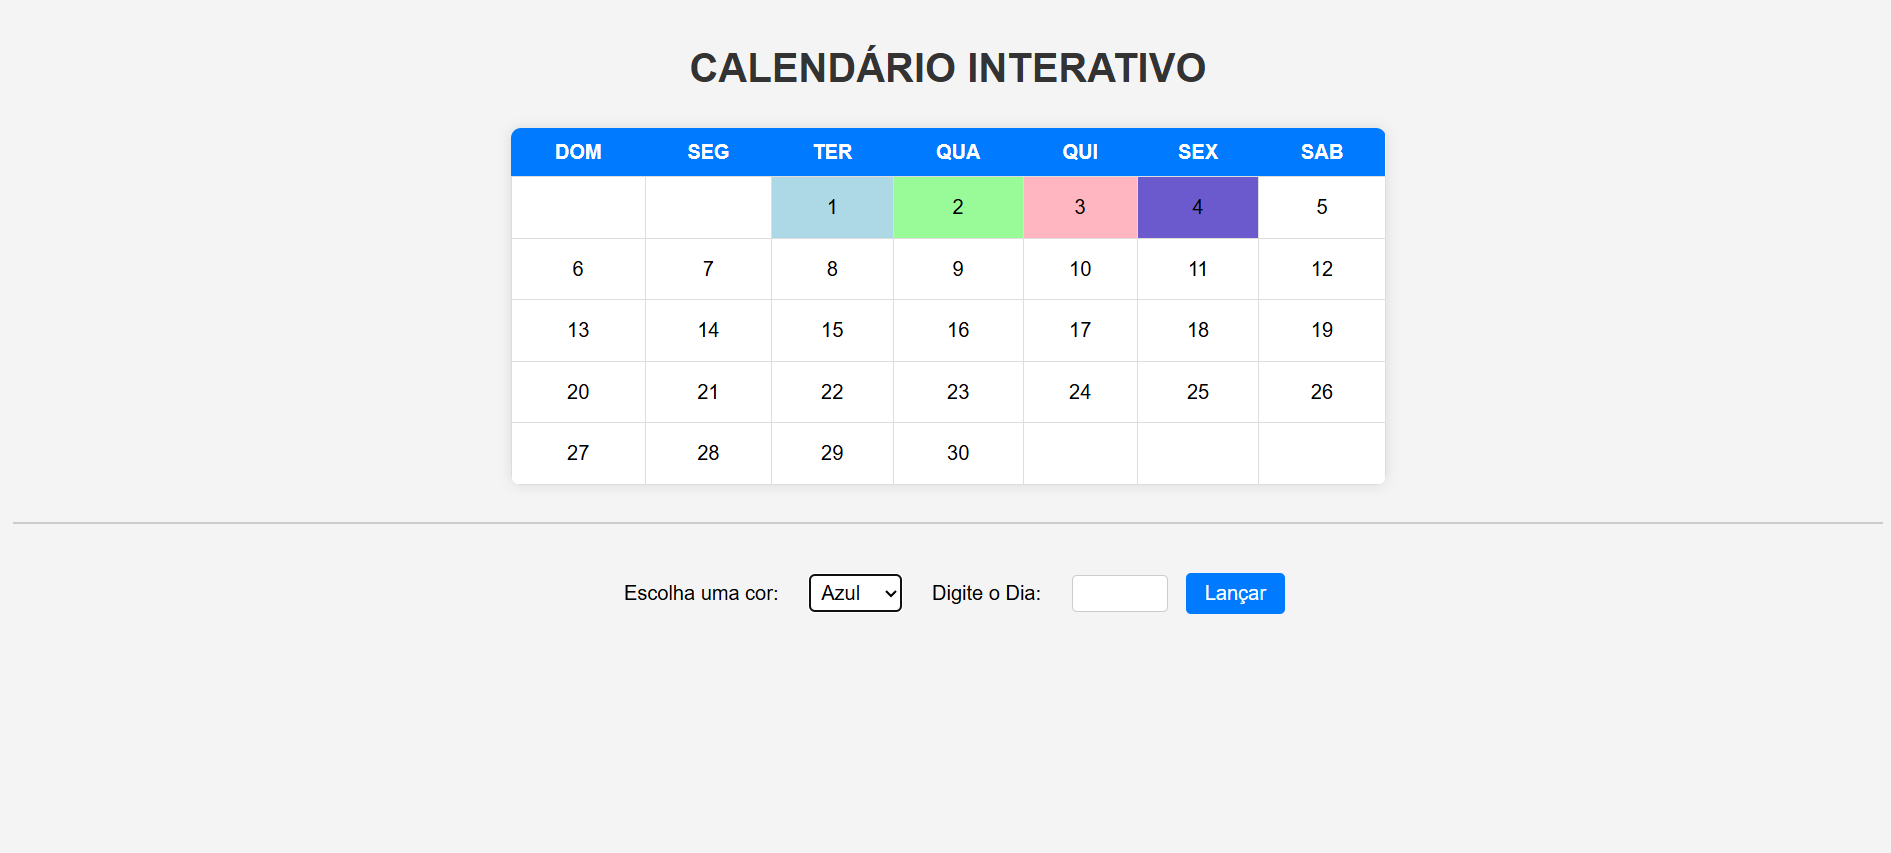 CALENDÁRIO INTERATIVO
DOM SEG TER QUA QUI SEX SAB
1 2 3 4 5
6 7 8 9 10 11 12
13 14 15 16 17 18 19
20 21 22 23 24 25 26
27 28 29 30
Escolha uma cor: Azul Digite o Dia: Lançar